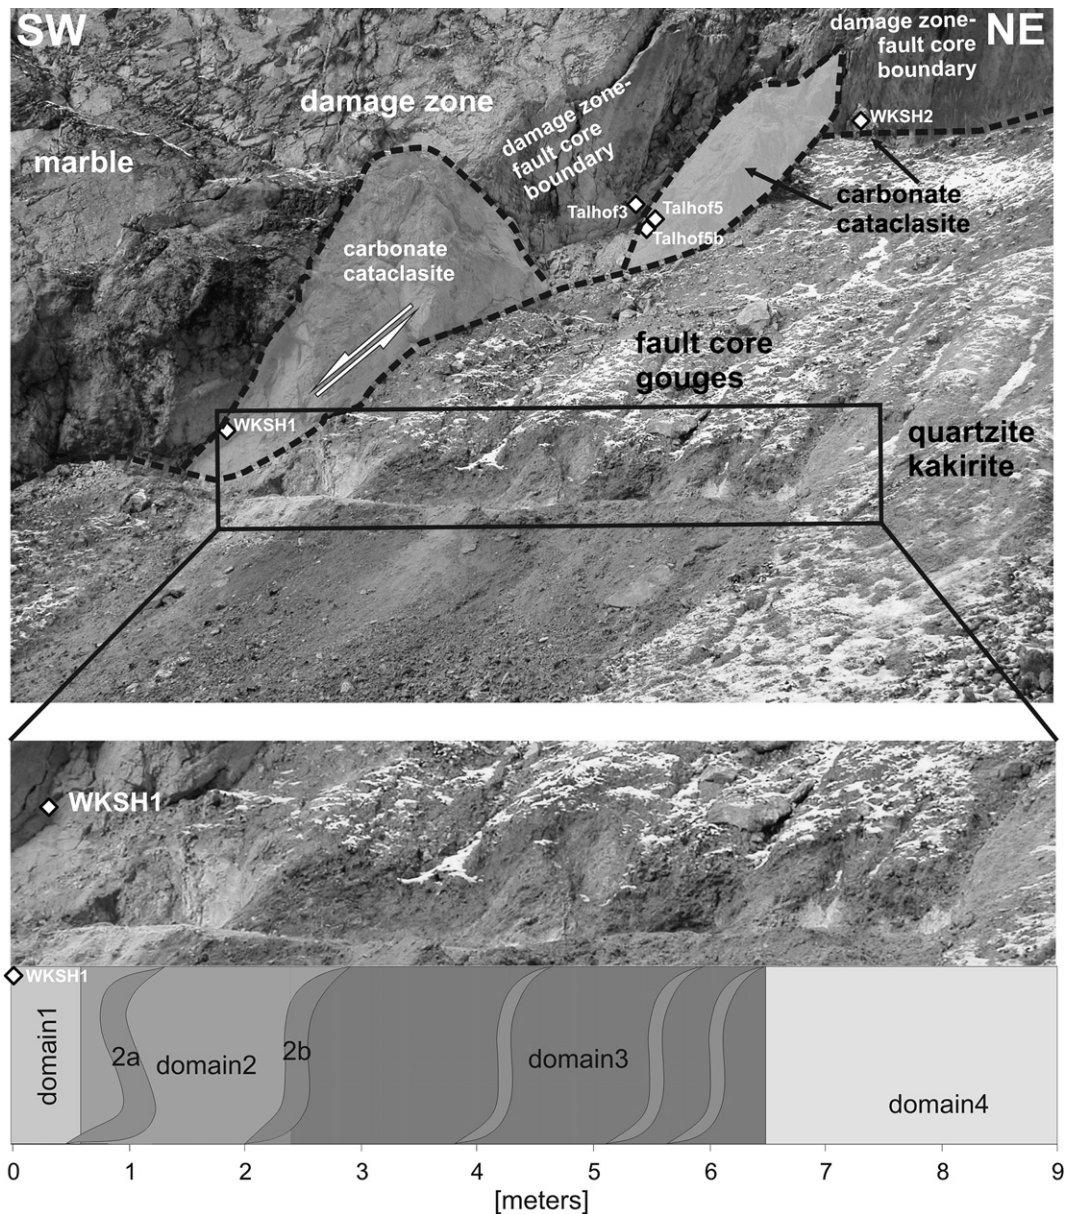 SW
NE
damage zone-
fault core
boundary
damage zone
damage zone-
fault core
boundary
WKSH2
marble
carbonate
cataclasite
Talhof3
Talhof5
Talhof5b
carbonate
cataclasite
fault core
gouges
WKSH1
quartzite
kakirite
WKSH1
WKSH1
domain1
2a
domain2
2b
domain3
domain4
0 1 2 3 4 5 6 7 8 9
[meters]